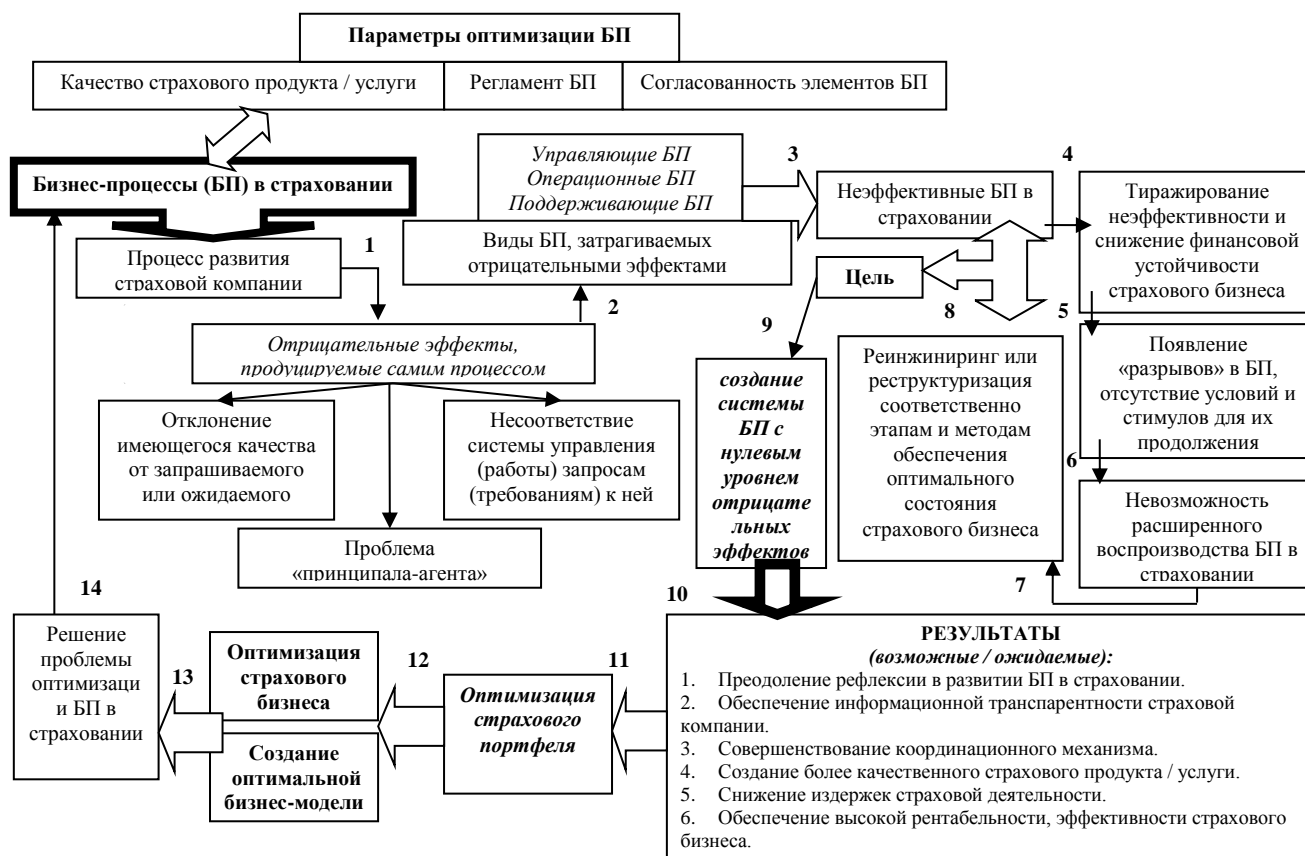 Параметры оптимизации БП
Качество страхового продукта / услуги
Регламент БП
Согласованность элементов БП
Бизнес-процессы (БП) в страховании
Процесс развития
страховой компании
1
Отрицательные эффекты,
продуцируемые самим процессом
Отклонение
имеющегося качества
от запрашиваемого
или ожидаемого
Несоответствие
системы управления
(работы) запросам
(требованиям) к ней
Проблема
«принципала-агента»
2
Управляющие БП
Операционные БП
Поддерживающие БП
Виды БП, затрагиваемых
отрицательными эффектами
3
Неэффективные БП в
страховании
4
Тиражирование
неэффективности и
снижение финансовой
устойчивости
страхового бизнеса
5
Появление
«разрывов» в БП,
отсутствие условий и
стимулов для их
продолжения
6
Невозможность
расширенного
воспроизводства БП в
страховании
7
Реинжиниринг или
реструктуризация
соответственно
этапам и методам
обеспечения
оптимального
состояния
страхового бизнеса
8
Цель
9
создание
системы
БП с
нулевым
уровнем
отрицате
льных
эффектов
10
РЕЗУЛЬТАТЫ
(возможные / ожидаемые):
1. Преодоление рефлексии в развитии БП в страховании.
2. Обеспечение информационной транспарентности страховой
компании.
3. Совершенствование координационного механизма.
4. Создание более качественного страхового продукта / услуги.
5. Снижение издержек страховой деятельности.
6. Обеспечение высокой рентабельности, эффективности страхового
бизнеса.
11
Оптимизация
страхового
портфеля
12
Оптимизация
страхового
бизнеса
Создание
оптимальной
бизнес-модели
13
Решение
проблемы
оптимизаци
и БП в
страховании
14